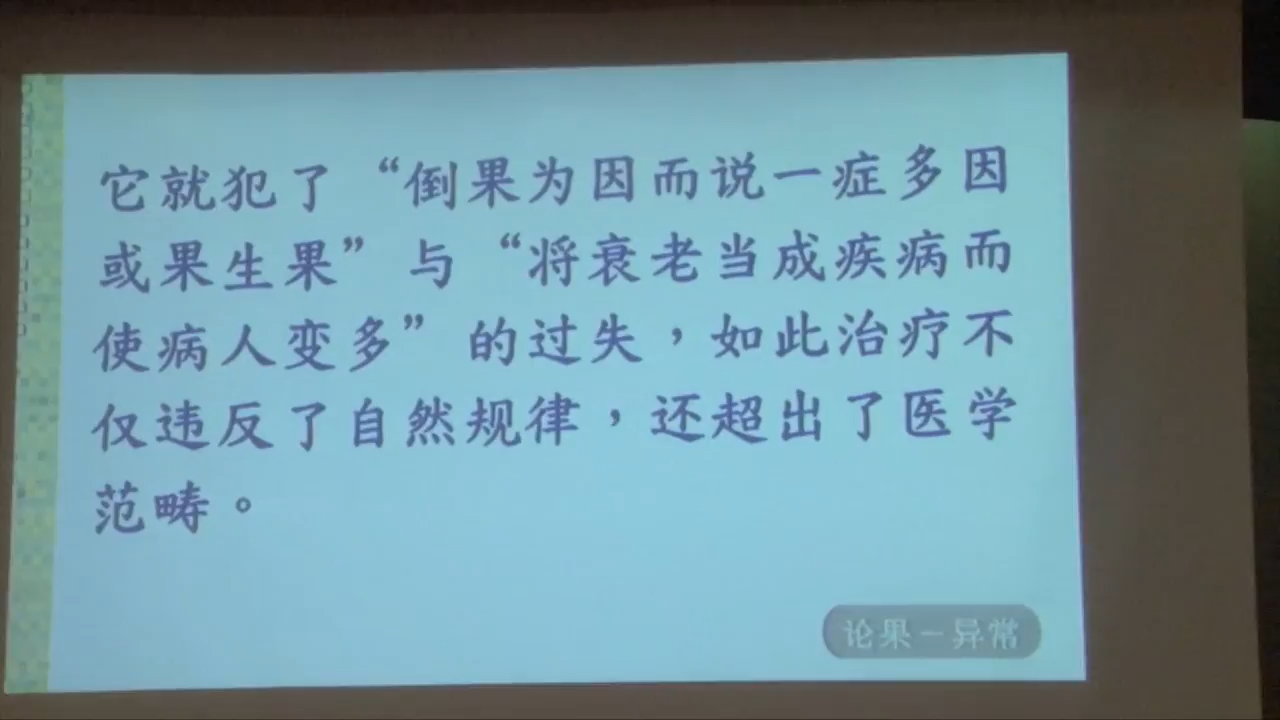 它就犯了“倒果为因而说一症多因
或果生果”与“将衰老当成疾病而
使病人变多”的过失，如此治疗不
仅违反了自然规律，还超出了医学
范畴。
论果－异常